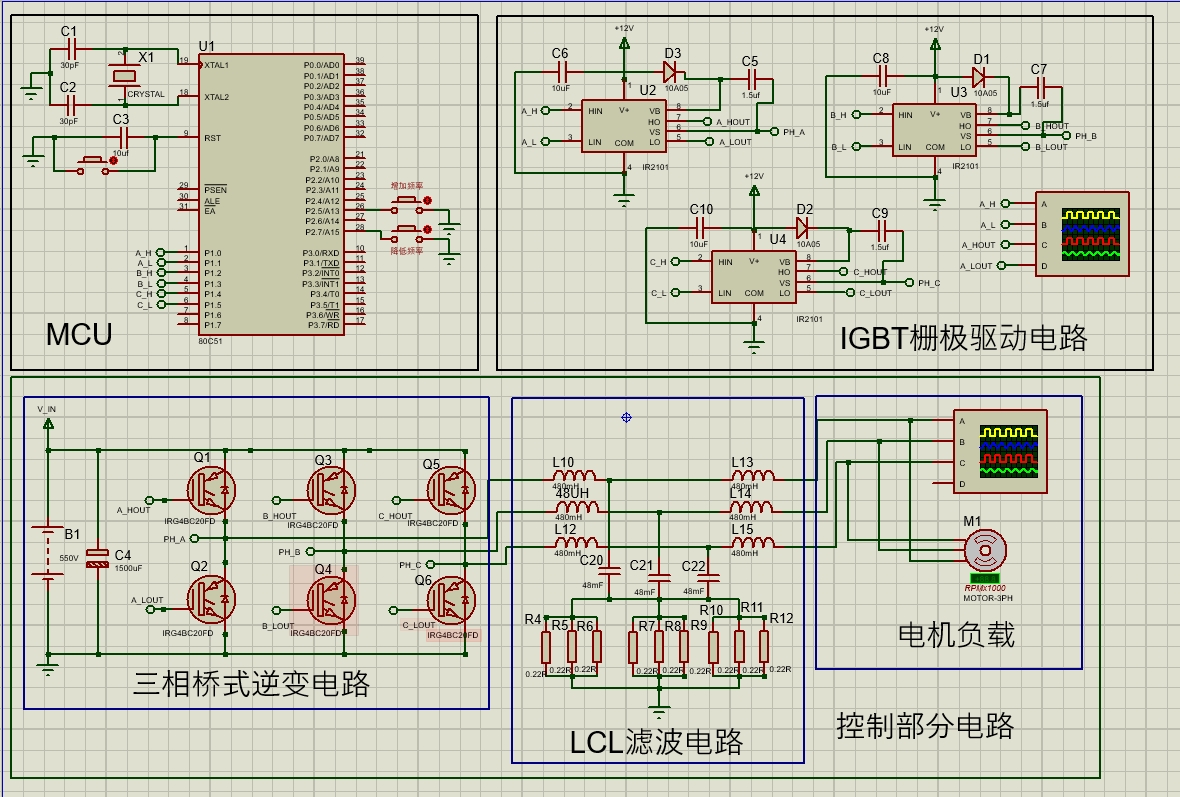 C1
30pF
C2
30pF
X1
CRYSTAL
C3
10uf
U1
19 XTAL1
18 XTAL2
9 RST
29 PSEN
30 ALE
31 EA
A_H 1 P1.0
A_L 2 P1.1
B_H 3 P1.2
B_L 4 P1.3
C_H 5 P1.4
C_L 6 P1.5
7 P1.6
8 P1.7
P0.0/AD0 39
P0.1/AD1 38
P0.2/AD2 37
P0.3/AD3 36
P0.4/AD4 35
P0.5/AD5 34
P0.6/AD6 33
P0.7/AD7 32
P2.0/A8 21
P2.1/A9 22
P2.2/A10 23
P2.3/A11 24
P2.4/A12 25
P2.5/A13 26
P2.6/A14 27
P2.7/A15 28
P3.0/RXD 10
P3.1/TXD 11
P3.2/INT0 12
P3.3/INT1 13
P3.4/T0 14
P3.5/T1 15
P3.6/WR 16
P3.7/RD 17
80C51
增加频率
降低频率
MCU
+12V
C6
10uF
D3
10A05
C5
1.5uf
U2
A_H 2 HIN
A_L 3 LIN
V+ 1
COM 4
VB 8
HO 7 A_HOUT
VS 6 PH_A
LO 5 A_LOUT
IR2101
+12V
C8
10uF
D1
10A05
C7
1.5uf
U3
B_H 2 HIN
B_L 3 LIN
V+ 1
COM 4
VB 8
HO 7 B_HOUT
VS 6 PH_B
LO 5 B_LOUT
IR2101
+12V
C10
10uF
D2
10A05
C9
1.5uf
U4
C_H 2 HIN
C_L 3 LIN
V+ 1
COM 4
VB 8
HO 7 C_HOUT
VS 6 PH_C
LO 5 C_LOUT
IR2101
A_H A
A_L B
A_HOUT C
A_LOUT D
IGBT栅极驱动电路
V_IN
B1
550V
C4
1500uF
Q1
A_HOUT
IRG4BC20FD
PH_A
Q2
A_LOUT
IRG4BC20FD
Q3
B_HOUT
IRG4BC20FD
PH_B
Q4
B_LOUT
IRG4BC20FD
Q5
C_HOUT
IRG4BC20FD
PH_C
Q6
C_LOUT
IRG4BC20FD
三相桥式逆变电路
L10
480mH
48UH
480mH
L12
480mH
L13
480mH
L14
480mH
L15
480mH
C20
48mF
C21
48mF
C22
48mF
R4
0.22R
R5
0.22R
R6
0.22R
R7
0.22R
R8
0.22R
R9
0.22R
R10
0.22R
R11
0.22R
R12
0.22R
LCL滤波电路
A
B
C
D
M1
RPMx1000
MOTOR-3PH
电机负载
控制部分电路